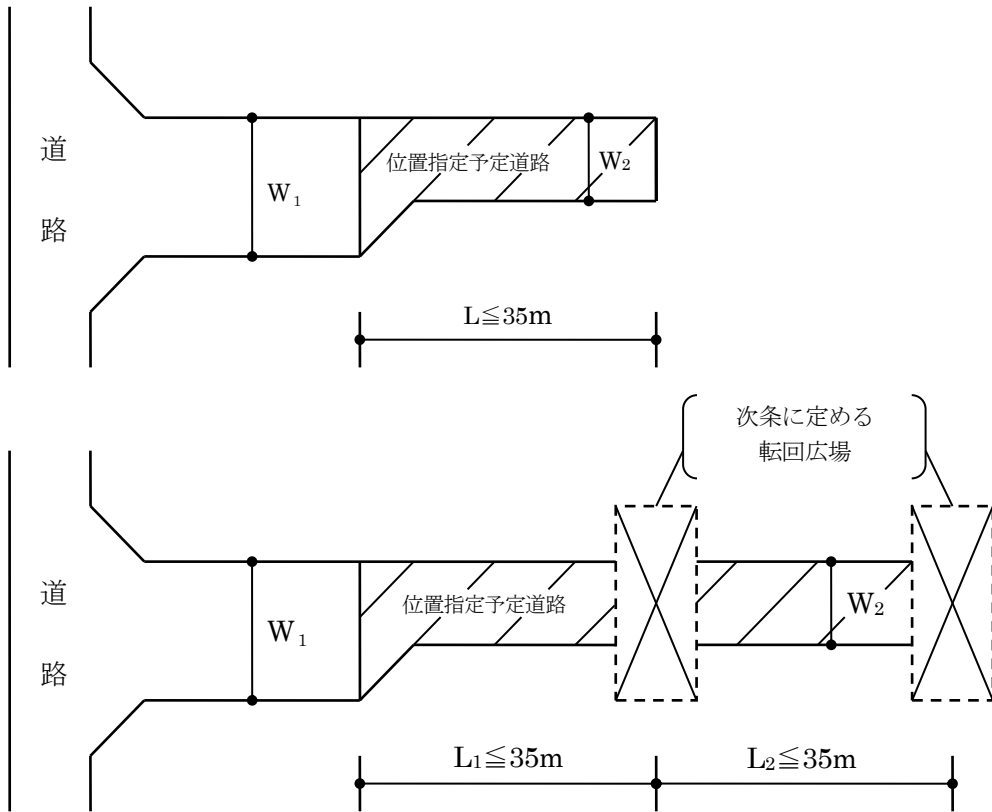 道
路
W₁
位置指定予定道路
W₂
L≦35m
次条に定める
転回広場
道
路
W₁
位置指定予定道路
W₂
L₁≦35m
L₂≦35m